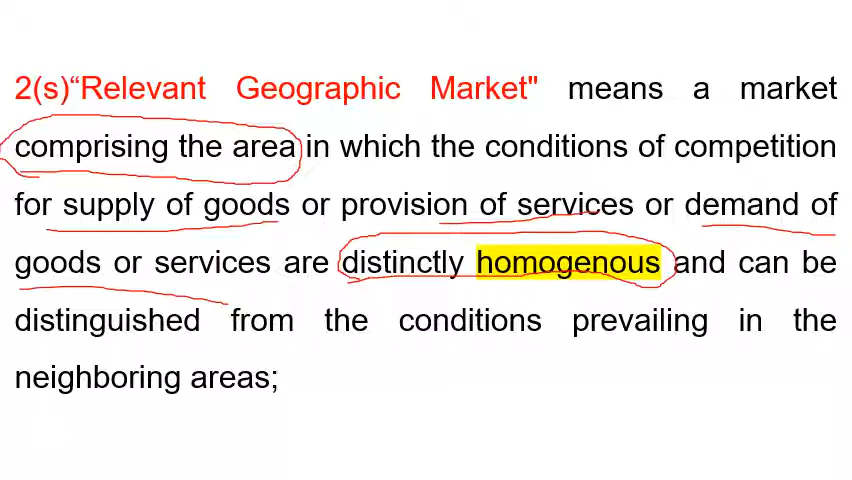 2(s)“Relevant Geographic Market" means a market
comprising the area in which the conditions of competition
for supply of goods or provision of services or demand of
goods or services are distinctly homogenous and can be
distinguished from the conditions prevailing in the
neighboring areas;